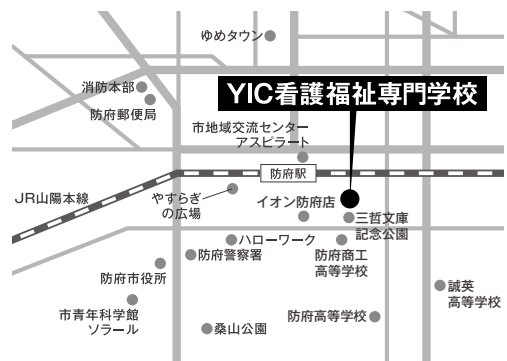 ゆめタウン
消防本部
防府郵便局
YIC看護福祉専門学校
市地域交流センター
アスピラート
防府駅
JR山陽本線
やすらぎ
の広場
イオン防府店
三哲文庫
記念公園
ハローワーク
防府警察署
防府商工
高等学校
防府市役所
誠英
高等学校
市青年科学館
ソラール
桑山公園
防府高等学校